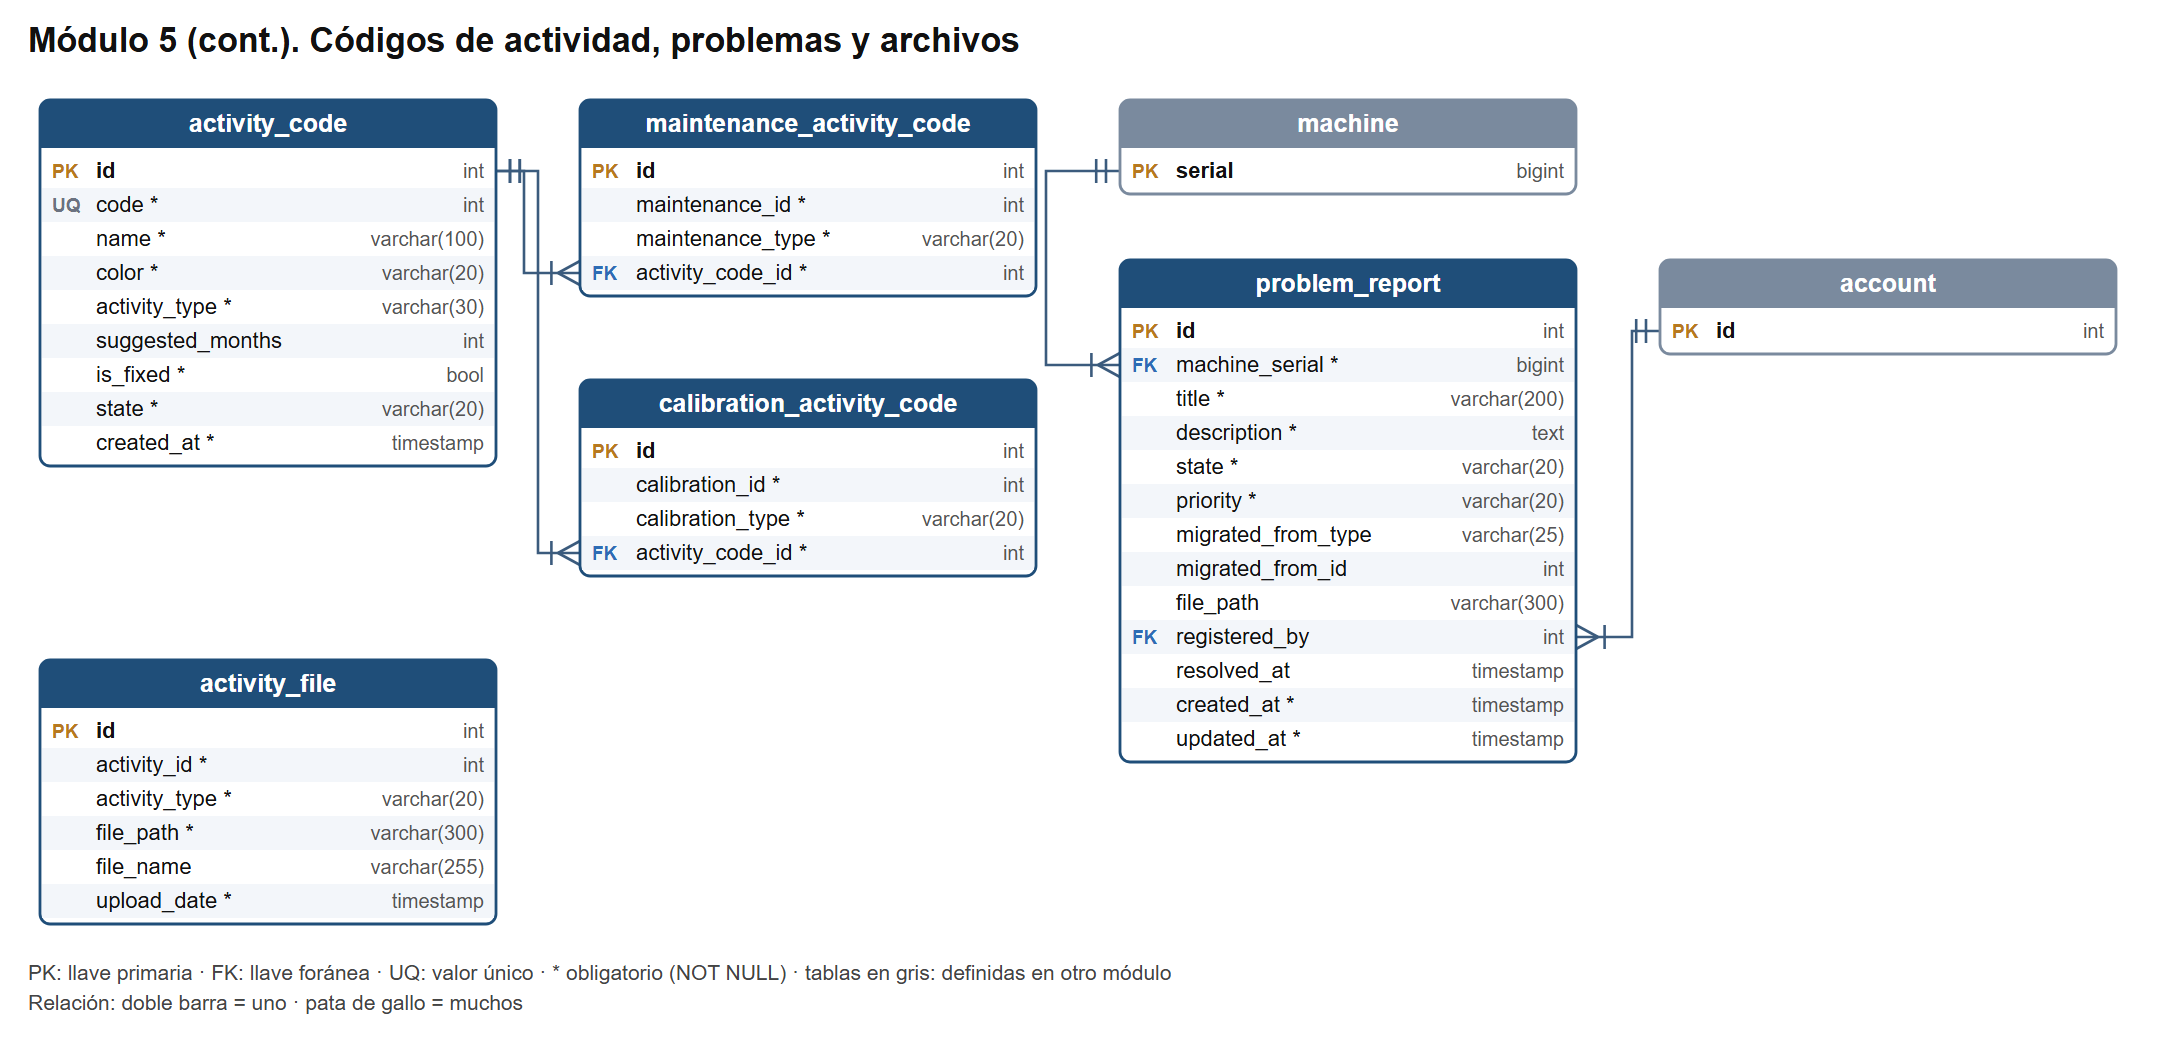 Módulo 5 (cont.). Códigos de actividad, problemas y archivos
activity_code
PK id int
UQ code * int
name * varchar(100)
color * varchar(20)
activity_type * varchar(30)
suggested_months int
is_fixed * bool
state * varchar(20)
created_at * timestamp
maintenance_activity_code
PK id int
maintenance_id * int
maintenance_type * varchar(20)
FK activity_code_id * int
calibration_activity_code
PK id int
calibration_id * int
calibration_type * varchar(20)
FK activity_code_id * int
machine
PK serial bigint
problem_report
PK id int
FK machine_serial * bigint
title * varchar(200)
description * text
state * varchar(20)
priority * varchar(20)
migrated_from_type varchar(25)
migrated_from_id int
file_path varchar(300)
FK registered_by int
resolved_at timestamp
created_at * timestamp
updated_at * timestamp
account
PK id int
activity_file
PK id int
activity_id * int
activity_type * varchar(20)
file_path * varchar(300)
file_name varchar(255)
upload_date * timestamp
PK: llave primaria · FK: llave foránea · UQ: valor único · * obligatorio (NOT NULL) · tablas en gris: definidas en otro módulo
Relación: doble barra = uno · pata de gallo = muchos